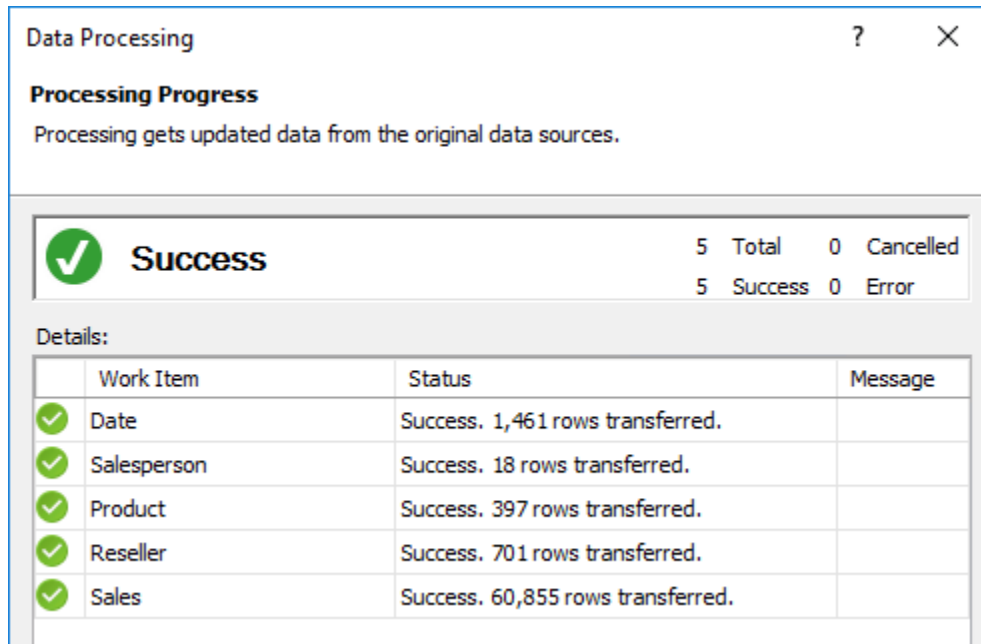 Data Processing ?
Processing Progress
Processing gets updated data from the original data sources.
Success
5 Total 0 Cancelled
5 Success 0 Error
Details:
Work Item Status Message
Date Success. 1,461 rows transferred.
Salesperson Success. 18 rows transferred.
Product Success. 397 rows transferred.
Reseller Success. 701 rows transferred.
Sales Success. 60,855 rows transferred.